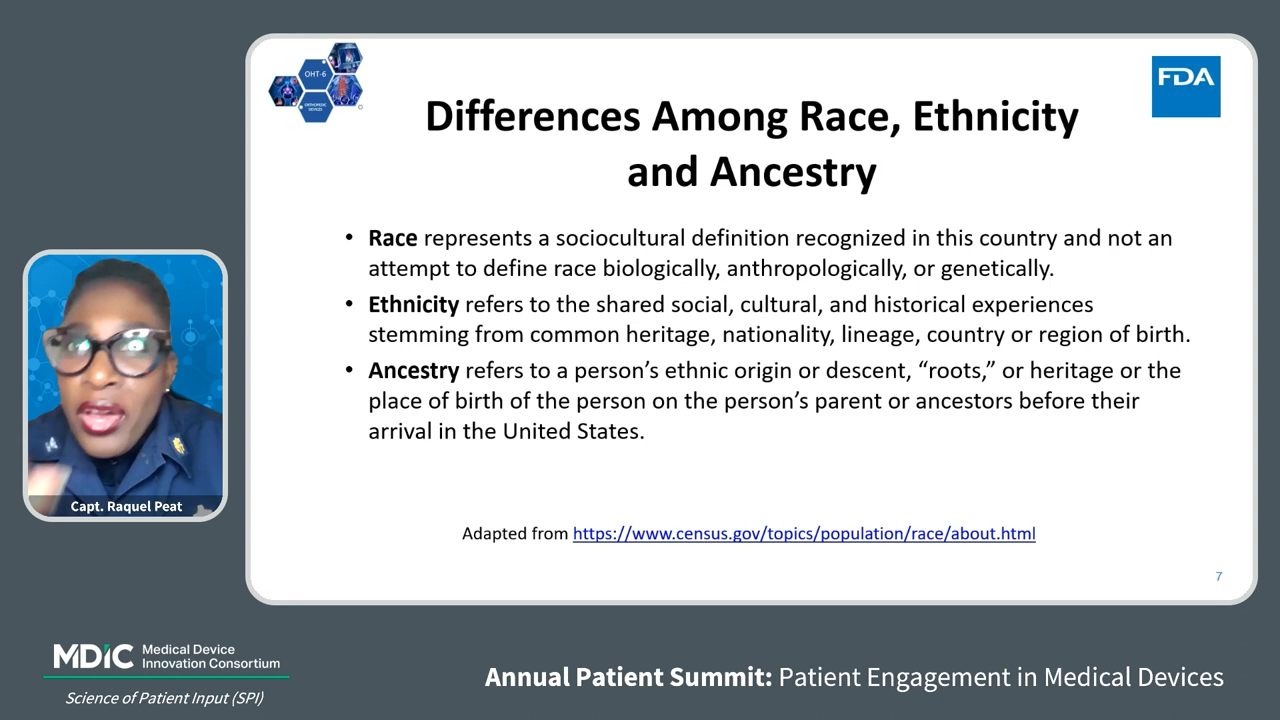 OHT-6
ORTHOPEDIC
DEVICES
FDA
Differences Among Race, Ethnicity
and Ancestry
• Race represents a sociocultural definition recognized in this country and not an
attempt to define race biologically, anthropologically, or genetically.
• Ethnicity refers to the shared social, cultural, and historical experiences
stemming from common heritage, nationality, lineage, country or region of birth.
• Ancestry refers to a person’s ethnic origin or descent, “roots,” or heritage or the
place of birth of the person on the person’s parent or ancestors before their
arrival in the United States.
Adapted from https://www.census.gov/topics/population/race/about.html
7
Capt. Raquel Peat
MDIC Medical Device
Innovation Consortium
Science of Patient Input (SPI)
Annual Patient Summit: Patient Engagement in Medical Devices